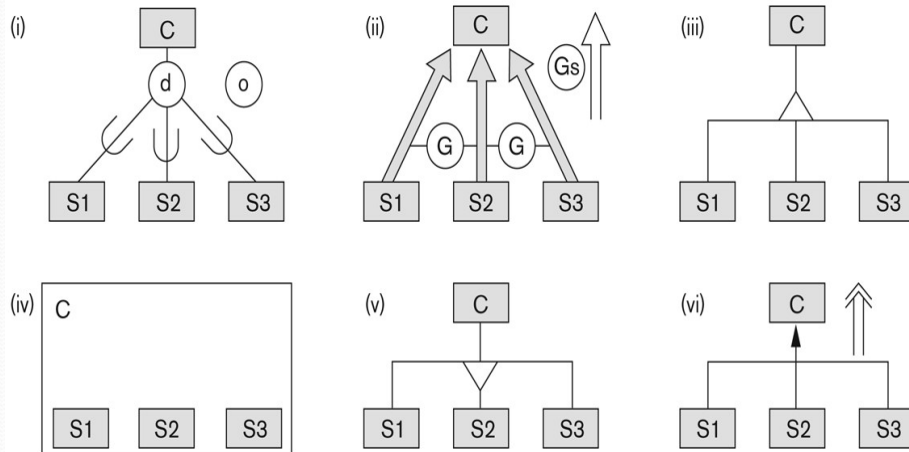 (i)
C
d
o
S1 S2 S3
(ii)
C
Gs
G G
S1 S2 S3
(iii)
C
S1 S2 S3
(iv)
C
S1 S2 S3
(v)
C
S1 S2 S3
(vi)
C
S1 S2 S3